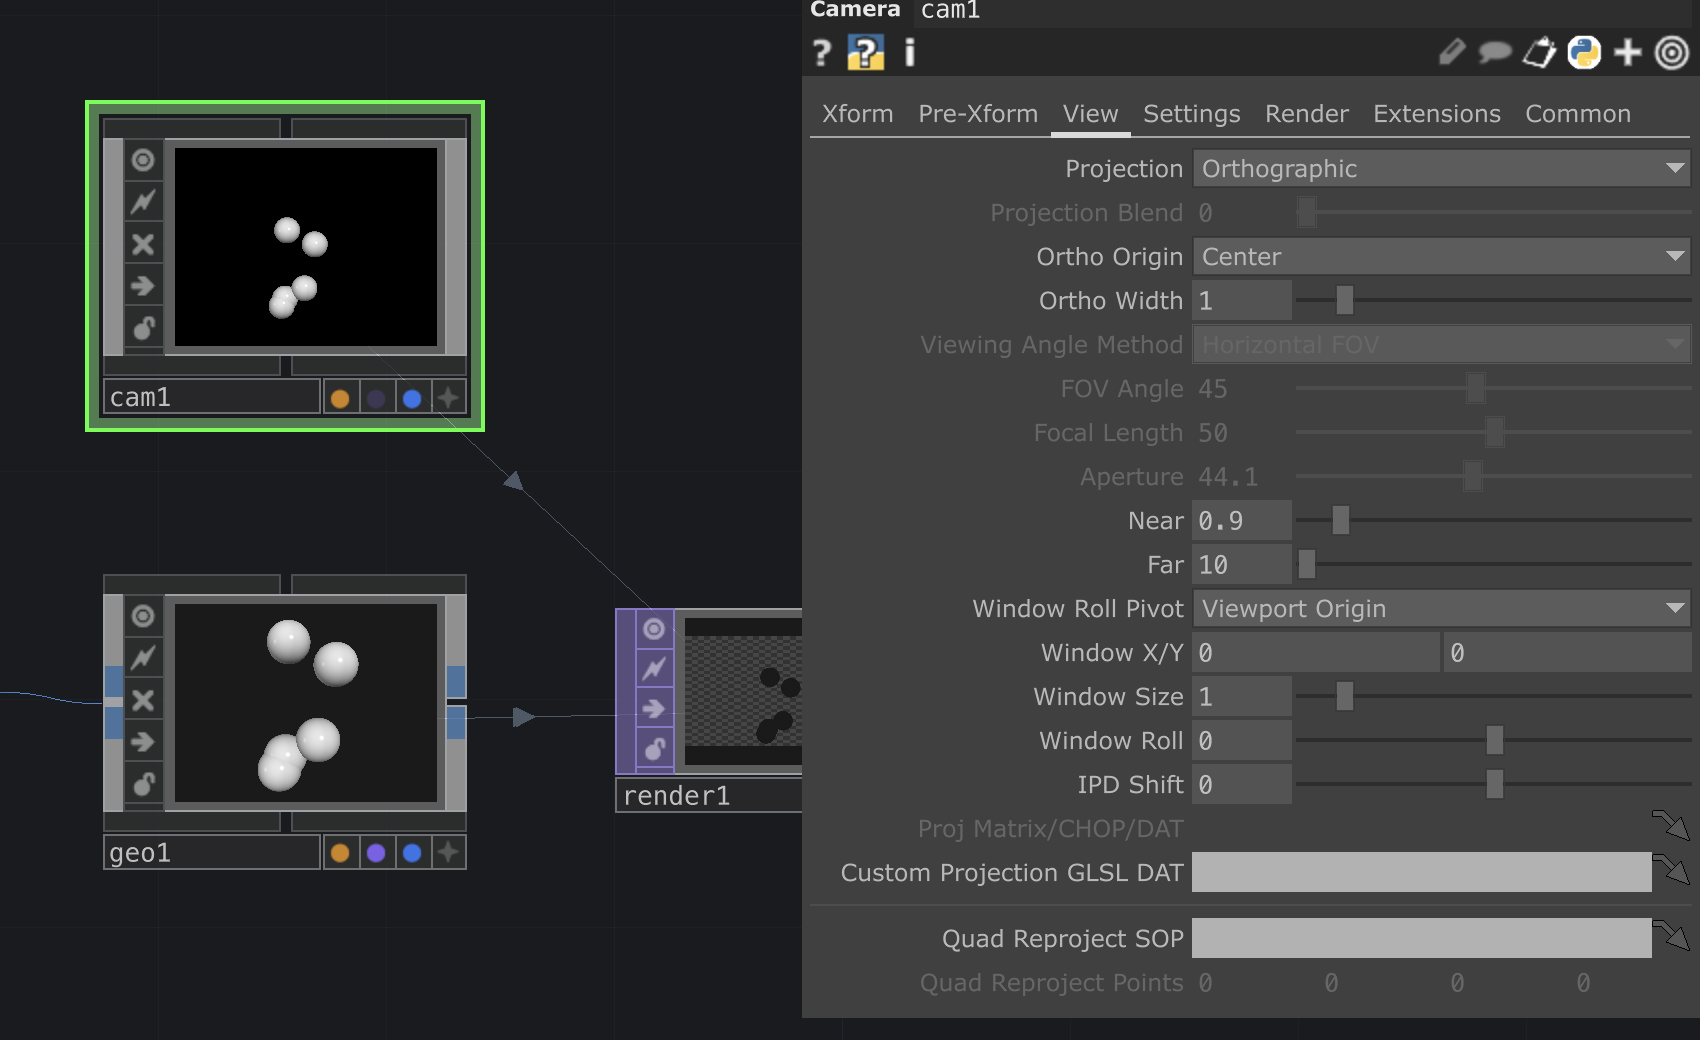 Camera cam1
? ? i
Xform Pre-Xform View Settings Render Extensions Common
Projection Orthographic
Projection Blend 0
Ortho Origin Center
Ortho Width 1
Viewing Angle Method Horizontal FOV
FOV Angle 45
Focal Length 50
Aperture 44.1
Near 0.9
Far 10
Window Roll Pivot Viewport Origin
Window X/Y 0 0
Window Size 1
Window Roll 0
IPD Shift 0
Proj Matrix/CHOP/DAT
Custom Projection GLSL DAT
Quad Reproject SOP
Quad Reproject Points 0 0 0 0
cam1
geo1
render1